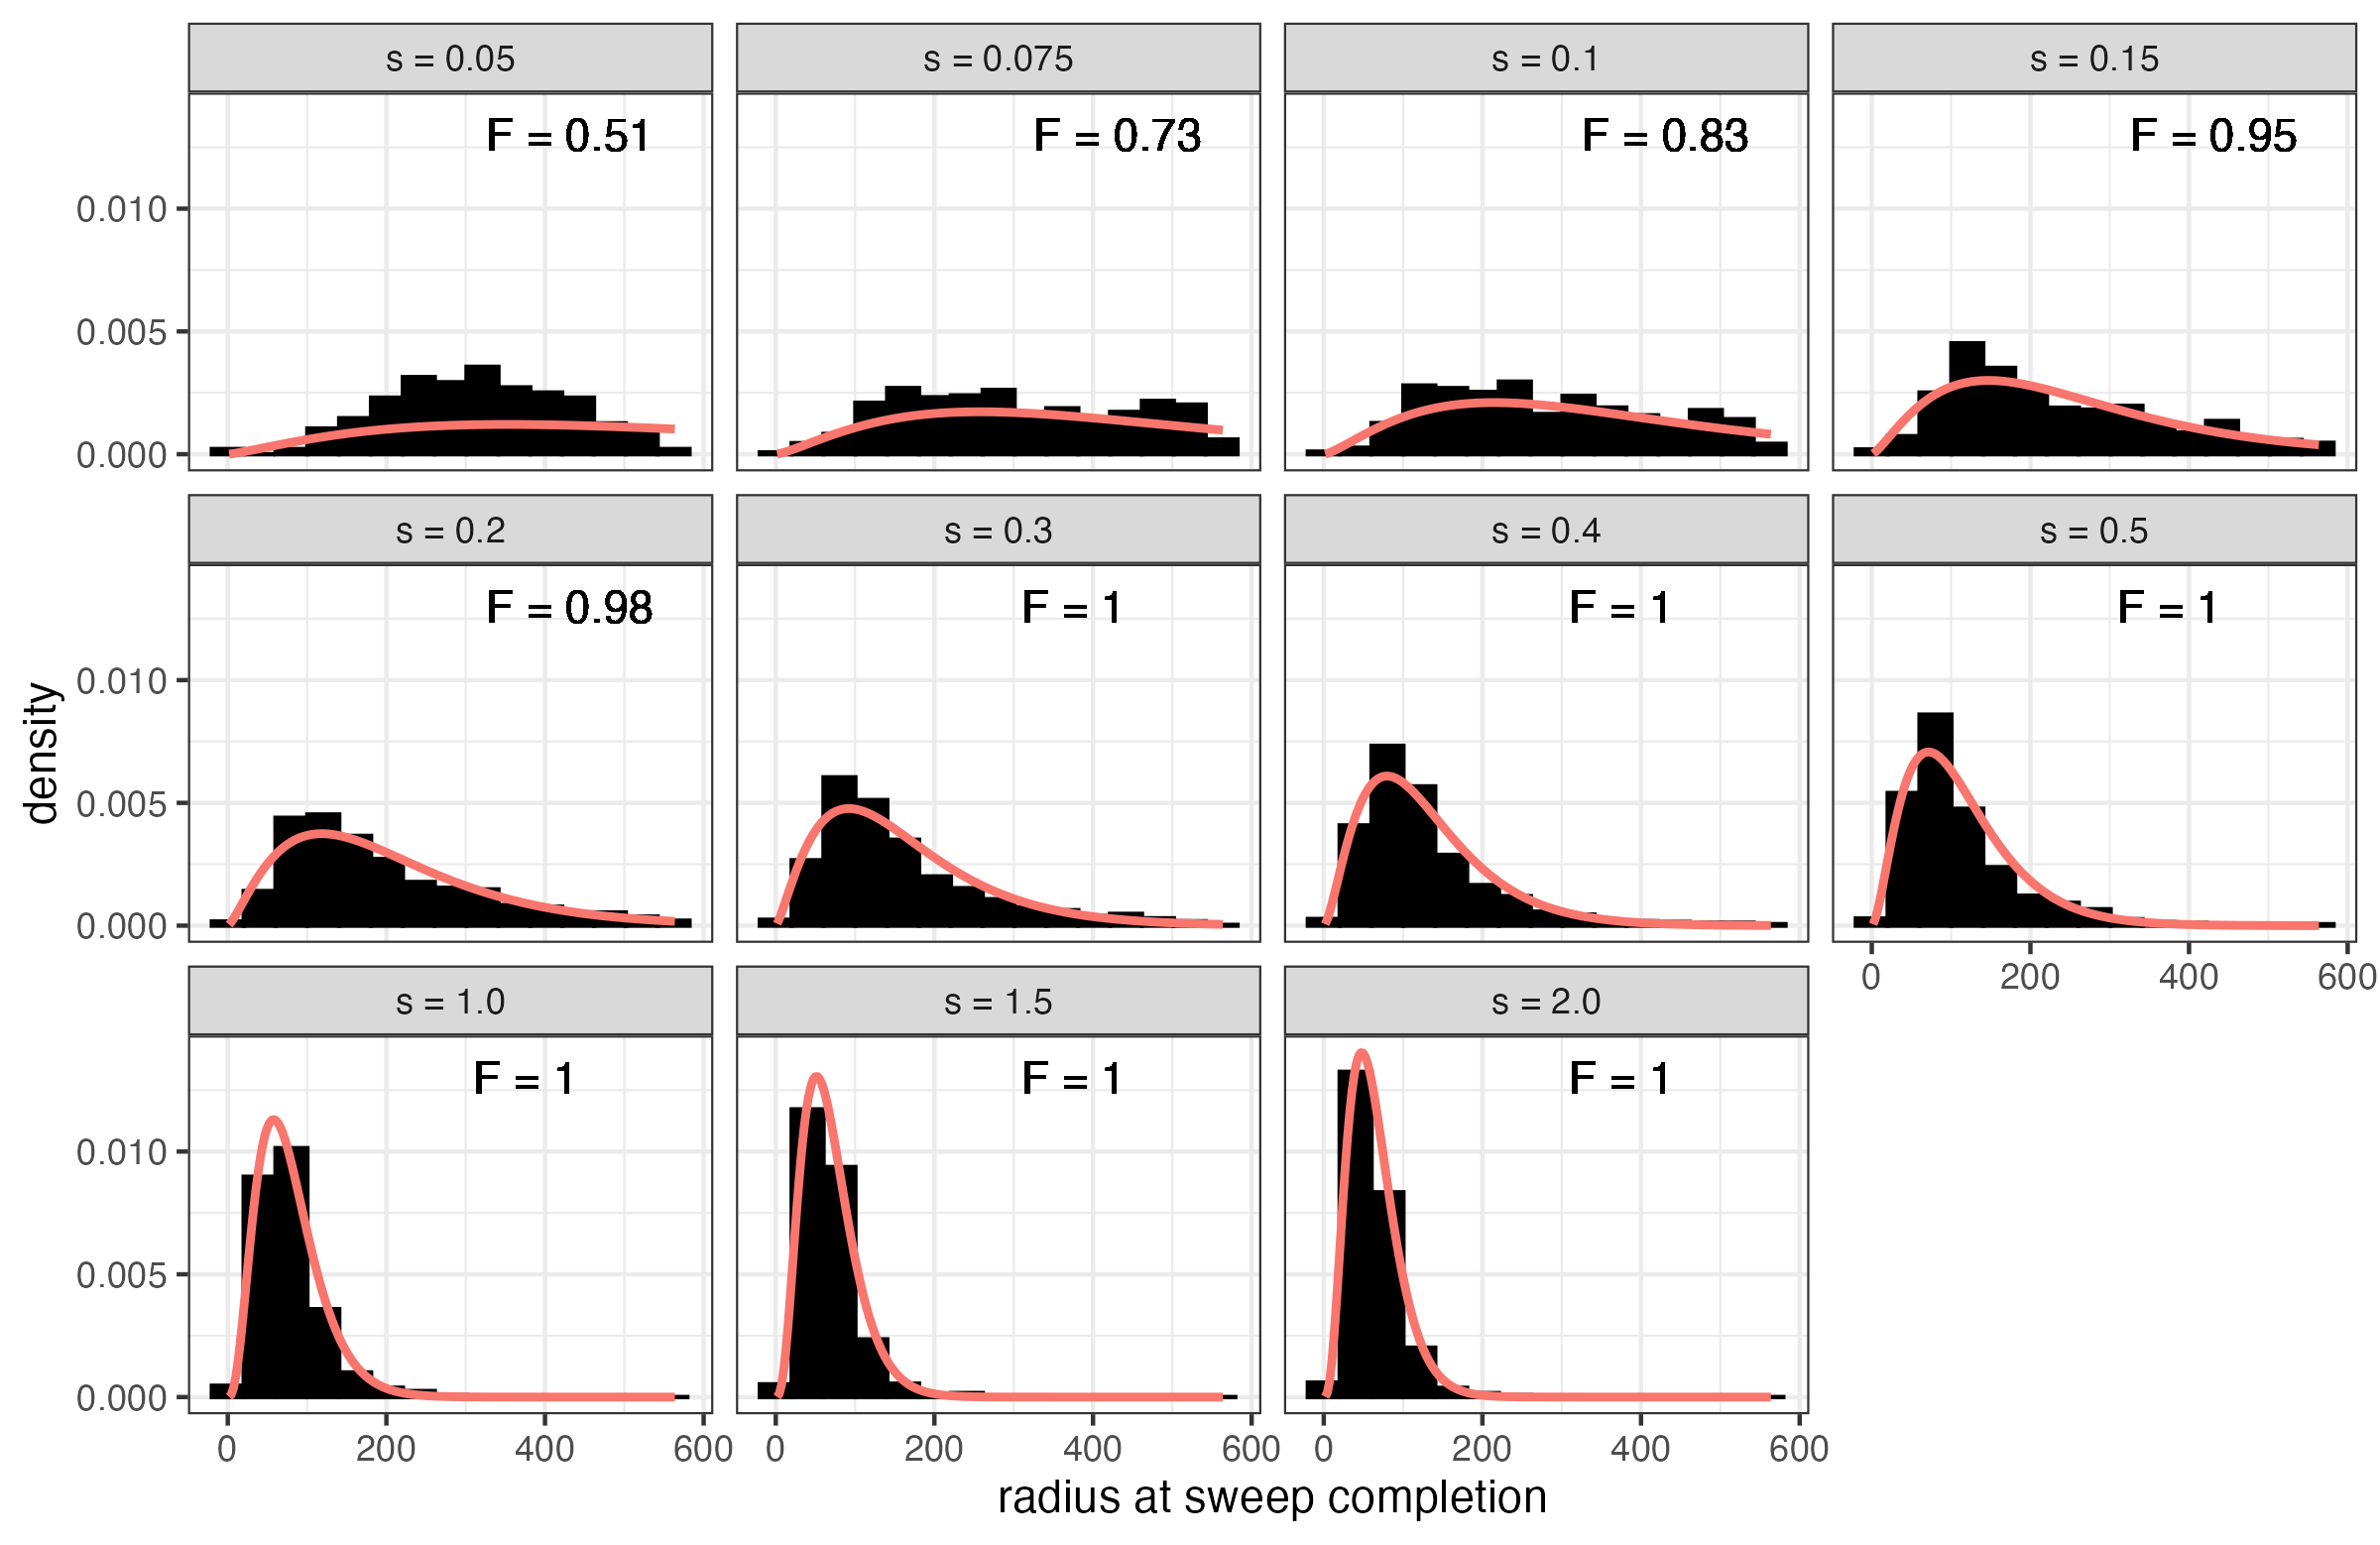 s = 0.05 s = 0.075 s = 0.1 s = 0.15
F = 0.51 F = 0.73 F = 0.83 F = 0.95
0.010
0.005
0.000
s = 0.2 s = 0.3 s = 0.4 s = 0.5
F = 0.98 F = 1 F = 1 F = 1
0.010
0.005
0.000
0 200 400 600
s = 1.0 s = 1.5 s = 2.0
F = 1 F = 1 F = 1
0.010
0.005
0.000
0 200 400 600 0 200 400 600 0 200 400 600
density
radius at sweep completion